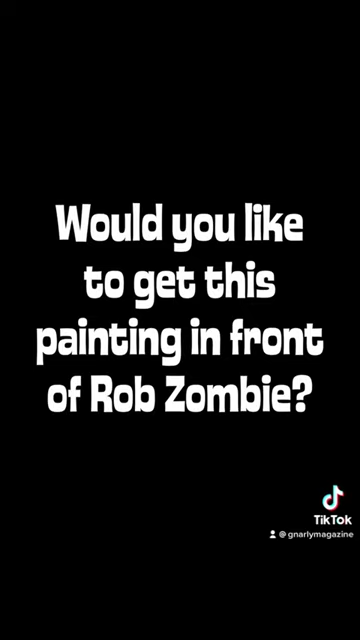 Would you like
to get this
painting in front
of Rob Zombie?
TikTok
@ gnarlymagazine